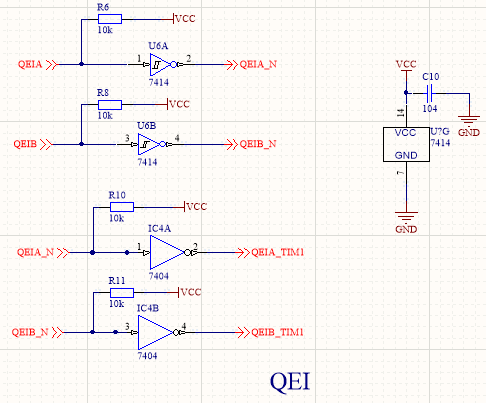 R6
VCC
10k
U6A
QEIA
1
2
QEIA_N
7414
R8
VCC
10k
U6B
QEIB
3
4
QEIB_N
7414
R10
VCC
10k
IC4A
QEIA_N
1
2
QEIA_TIM1
7404
R11
VCC
10k
IC4B
QEIB_N
3
4
QEIB_TIM1
7404
VCC
C10
104
GND
14
VCC
U?G
7414
GND
7
GND
QEI